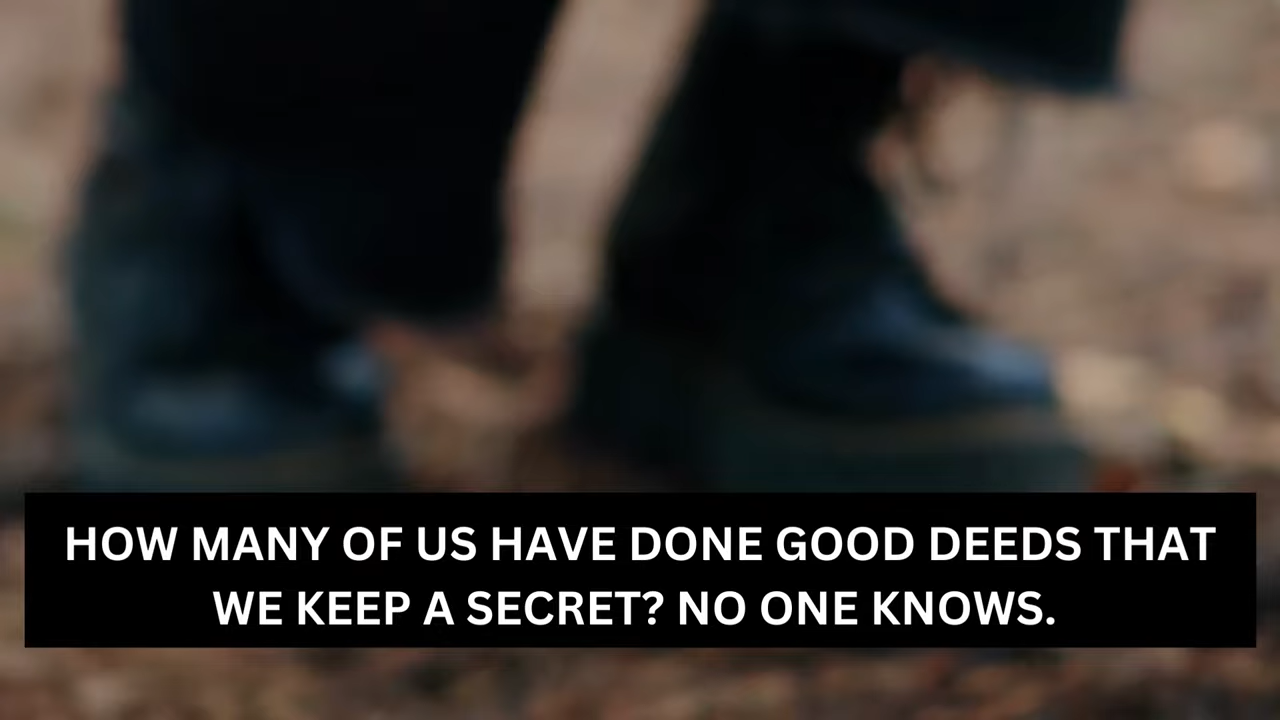 HOW MANY OF US HAVE DONE GOOD DEEDS THAT
WE KEEP A SECRET? NO ONE KNOWS.